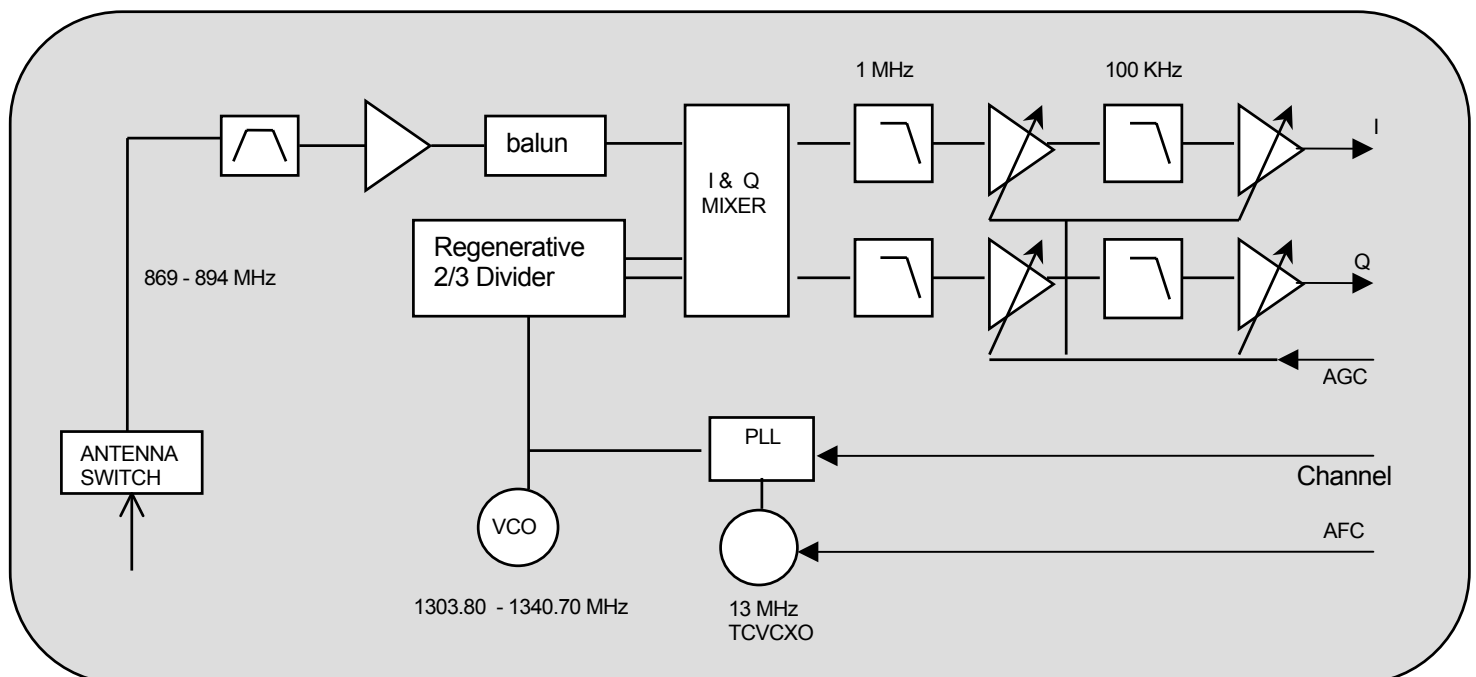 1 MHz
100 KHz
balun
I & Q
MIXER
I
Regenerative
2/3 Divider
869 - 894 MHz
Q
AGC
ANTENNA
SWITCH
PLL
Channel
VCO
AFC
1303.80 - 1340.70 MHz
13 MHz
TCVCXO